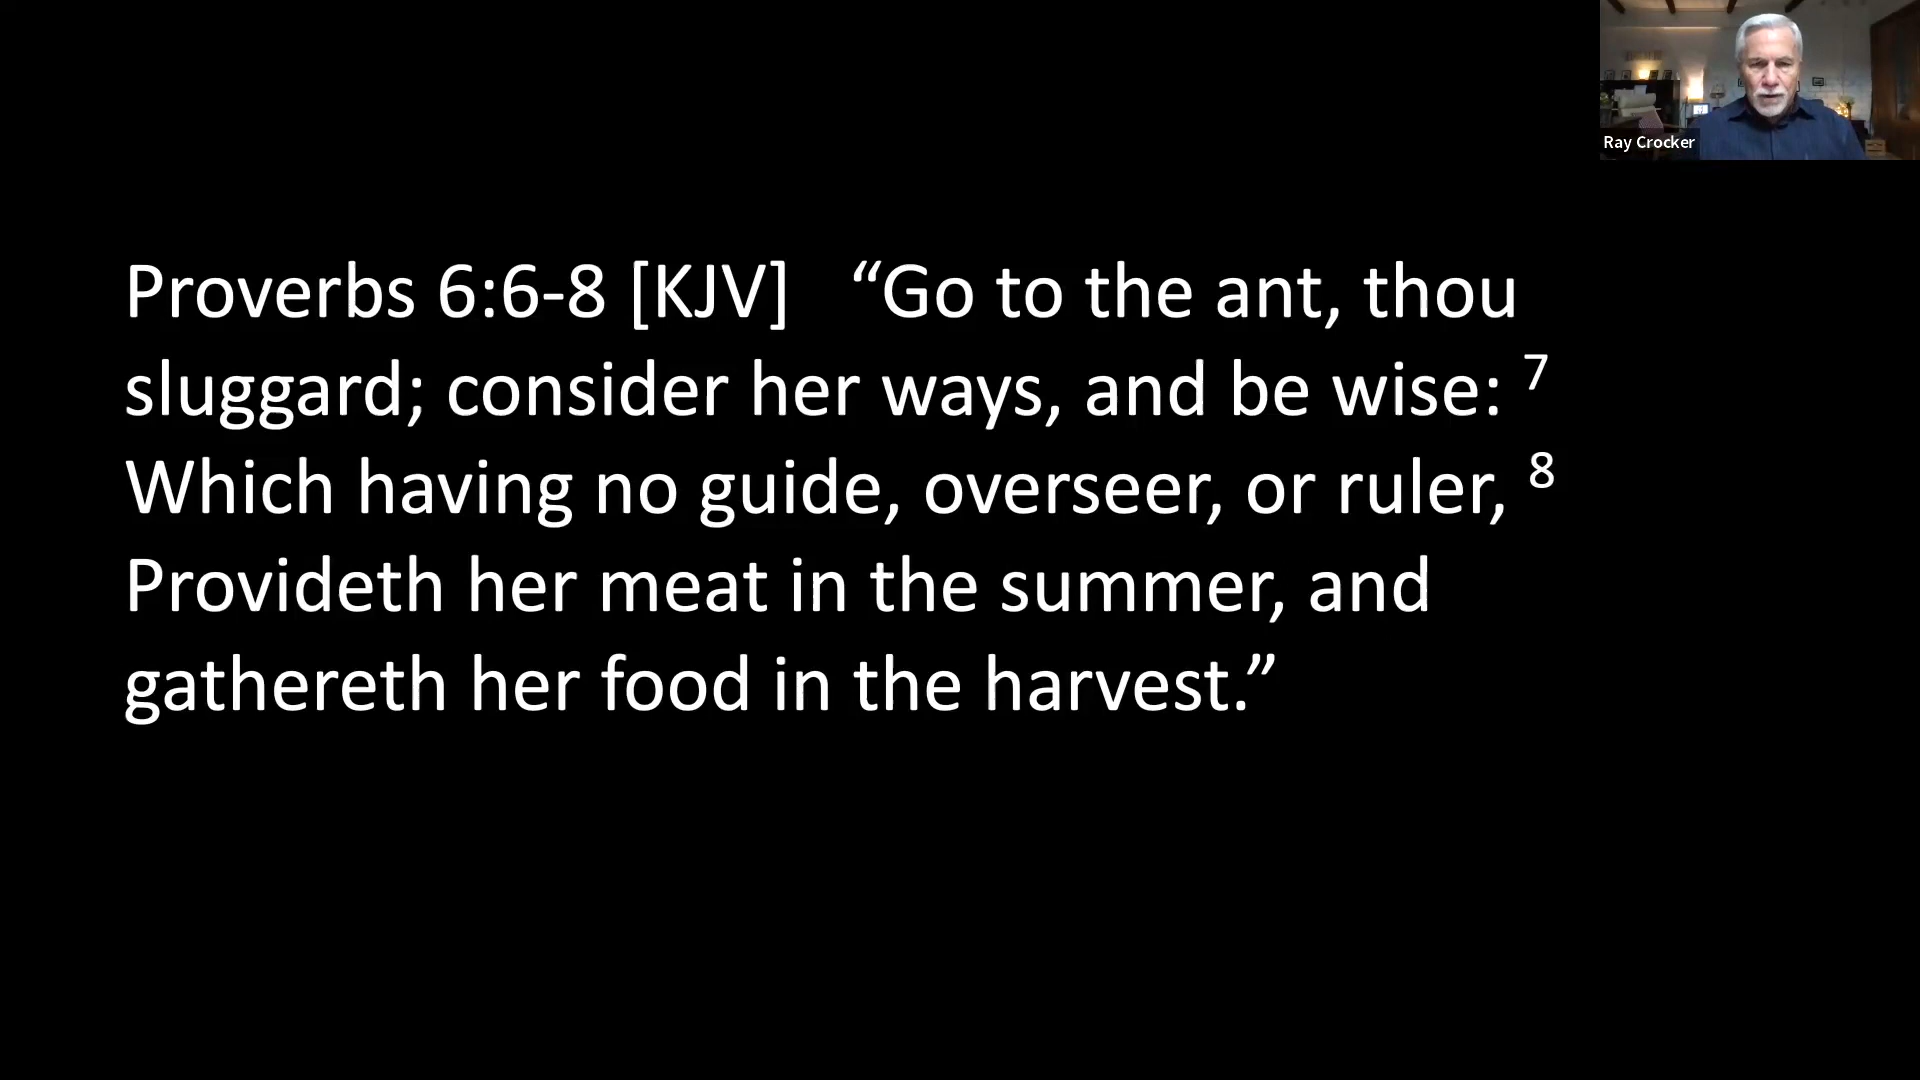 Ray Crocker
Proverbs 6:6-8 [KJV]   “Go to the ant, thou
sluggard; consider her ways, and be wise: 7
Which having no guide, overseer, or ruler, 8
Provideth her meat in the summer, and
gathereth her food in the harvest.”